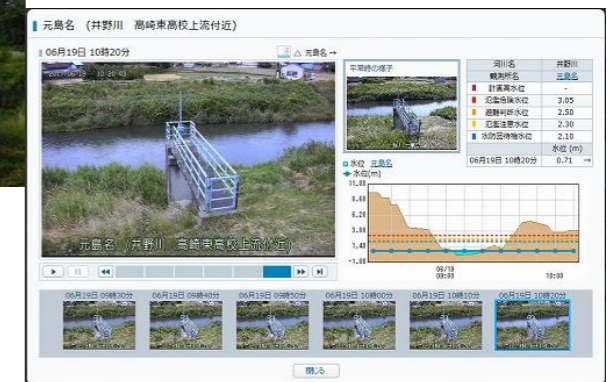 元島名 (井野川 高崎東高校上流付近)
06月19日 10時20分
元島名
2017/06/19 10 20 43
元島名 (井野川 高崎東高校上流付近)
平常時の様子
河川名 井野川
観測所名 元島名
計画高水位 -
氾濫危険水位 3.05
避難判断水位 2.50
氾濫注意水位 2.30
水防団待機水位 2.10
水位 (m)
06月19日 10時20分 0.71 →
水位 元島名
水位(m)
11.00
8.60
6.20
3.80
1.40
-1.00
06/19
09:00
10:00
06月19日 09時30分
06月19日 09時40分
06月19日 09時50分
06月19日 10時00分
06月19日 10時10分
06月19日 10時20分
閉じる